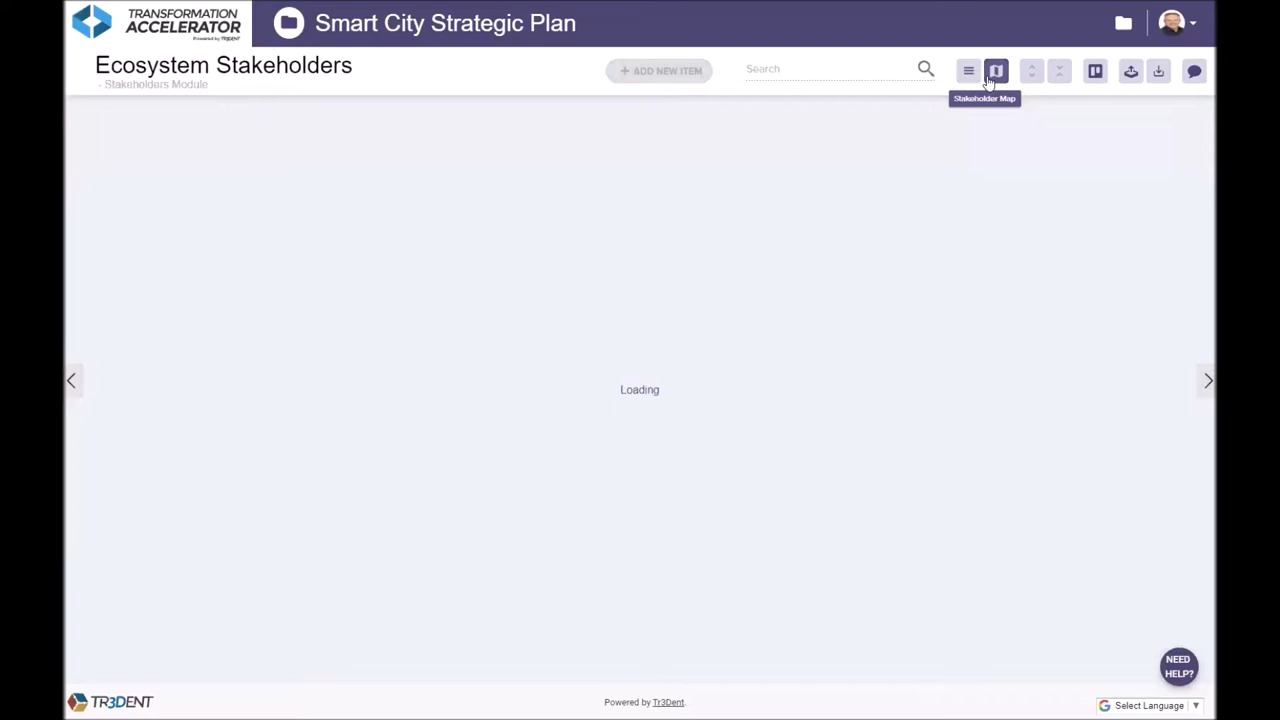 TRANSFORMATION
ACCELERATOR
Powered by TR3DENT
Smart City Strategic Plan
Ecosystem Stakeholders
- Stakeholders Module
+ ADD NEW ITEM
Search
Stakeholder Map
Loading
NEED
HELP?
TR3DENT
Powered by Tr3Dent.
G Select Language ▼